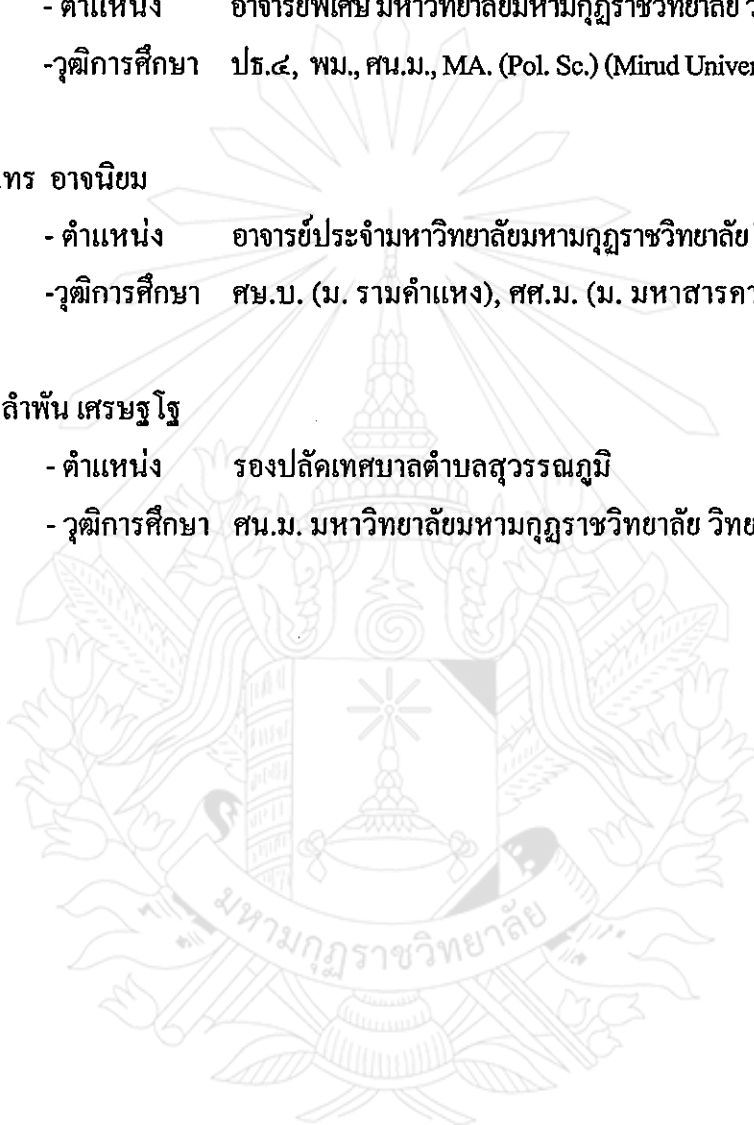 - ตำแหน่ง อาจารย์พิเศษ มหาวิทยาลัยมหามกุฏราชวิทยาลัย
-วุฒิการศึกษา ปธ.๔, พม., ศน.ม., MA. (Pol. Sc.) (Mirud
อาจนิยม
- ตำแหน่ง อาจารย์ประจำมหาวิทยาลัยมหามกุฏราชวิทยาลัย
-วุฒิการศึกษา ศษ.บ. (ม. รามคำแหง), ศศ.ม. (ม.
ลำพัน เศรษฐโฐ
- ตำแหน่ง รองปลัดเทศบาลตำบลสุวรรณภูมิ
- วุฒิการศึกษา ศน.ม. มหาวิทยาลัยมหามกุฏราชวิทยาลัย
มหามกุฏราชวิทยาลัย